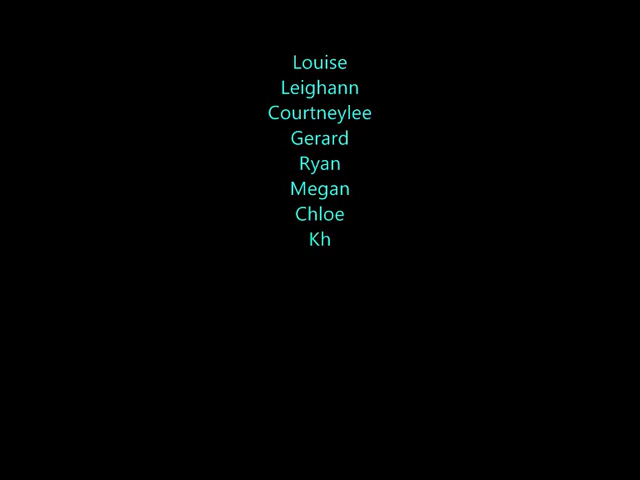 Louise
Leighann
Courtneylee
Gerard
Ryan
Megan
Chloe
Kh